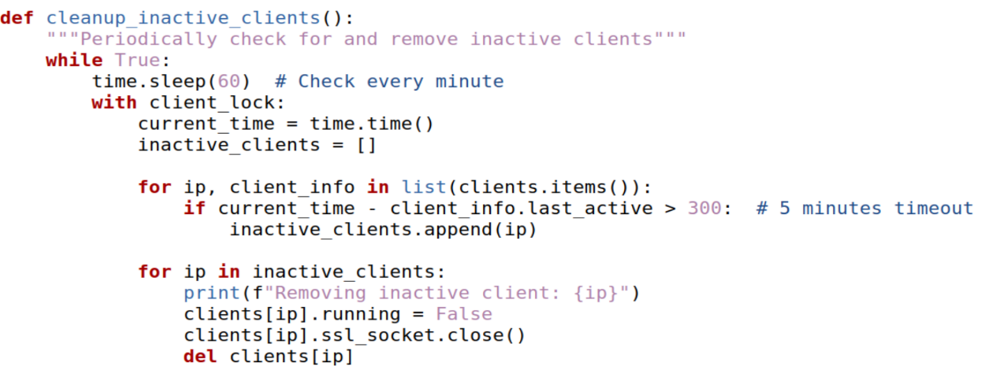 def cleanup_inactive_clients():
    """Periodically check for and remove inactive clients"""
    while True:
        time.sleep(60)  # Check every minute
        with client_lock:
            current_time = time.time()
            inactive_clients = []

            for ip, client_info in list(clients.items()):
                if current_time - client_info.last_active > 300:  # 5 minutes timeout
                    inactive_clients.append(ip)

            for ip in inactive_clients:
                print(f"Removing inactive client: {ip}")
                clients[ip].running = False
                clients[ip].ssl_socket.close()
                del clients[ip]